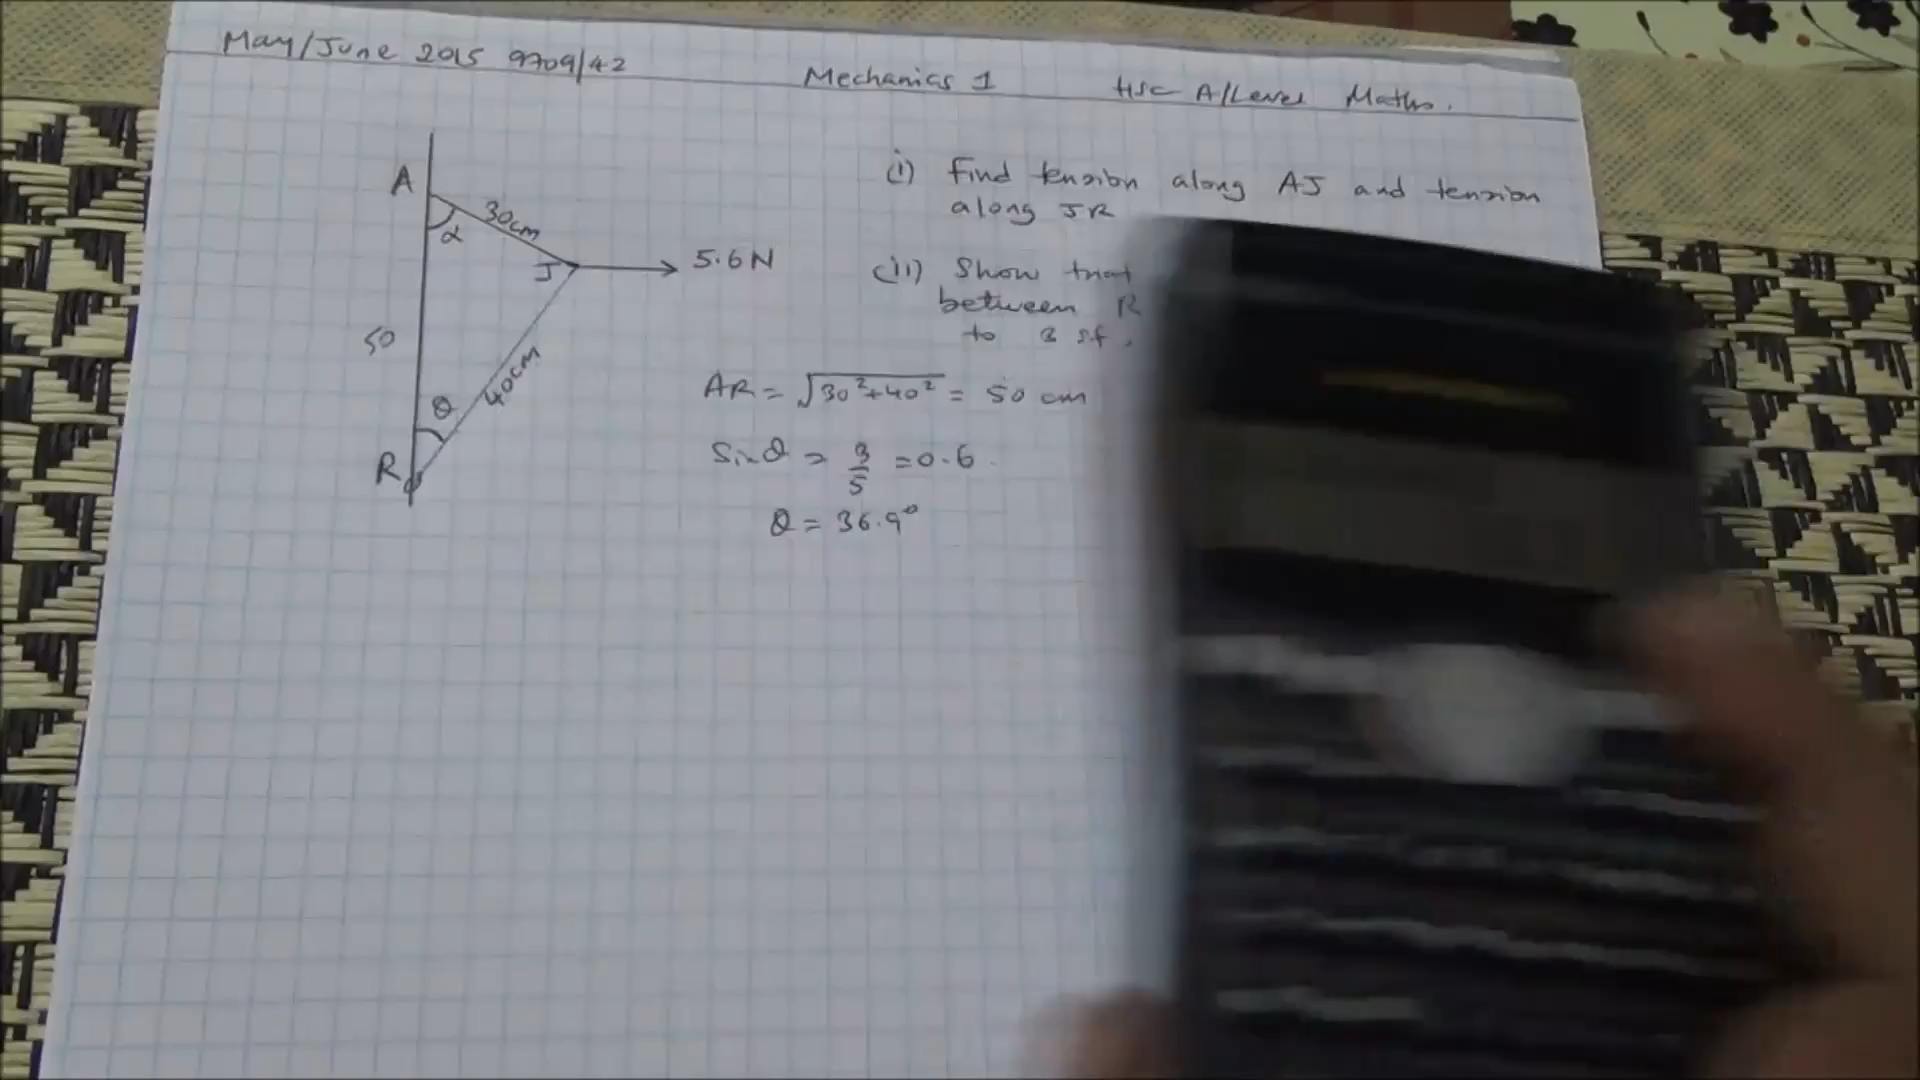 May/June 2015 9709/42
Mechanics 1
HSC A/Level Maths.
A
30cm
α
J
5.6N
50
40cm
θ
R
(i) Find tension along AJ and tension
along JR
(ii) Show that
between R
to 3 sf.
AR = √30²+40² = 50 cm
Sinθ = 3/5 = 0.6
θ = 36.9°